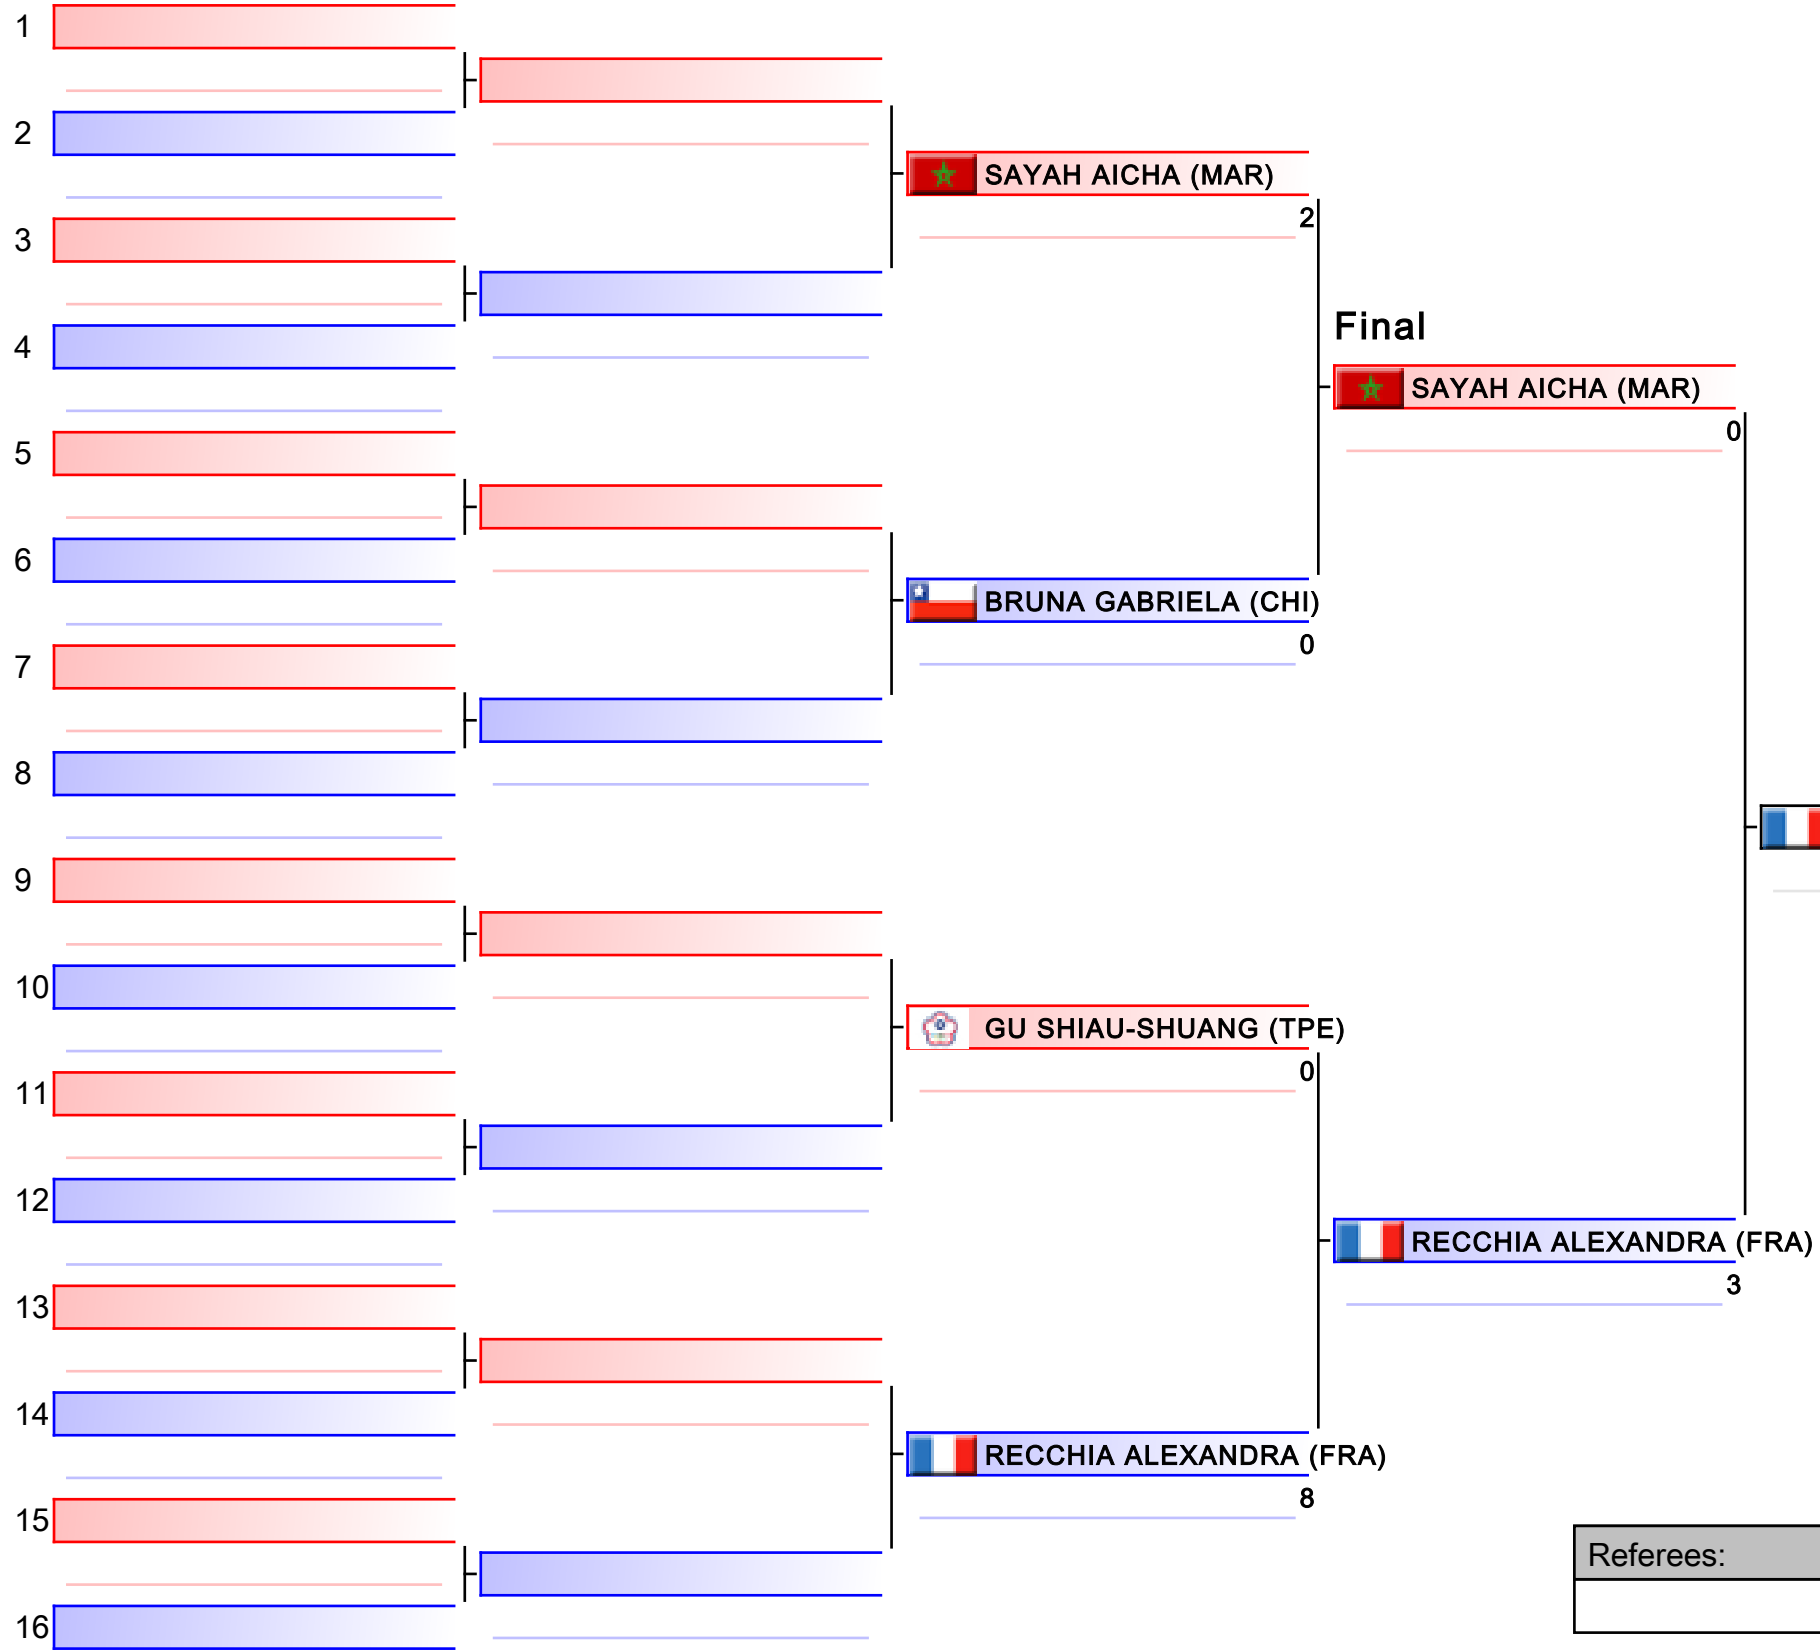 1
2
SAYAH AICHA (MAR)
2
3
Final
4
SAYAH AICHA (MAR)
0
5
6
BRUNA GABRIELA (CHI)
0
7
8
9
10
GU SHIAU-SHUANG (TPE)
0
11
12
RECCHIA ALEXANDRA (FRA)
3
13
14
RECCHIA ALEXANDRA (FRA)
8
15
Referees:
16